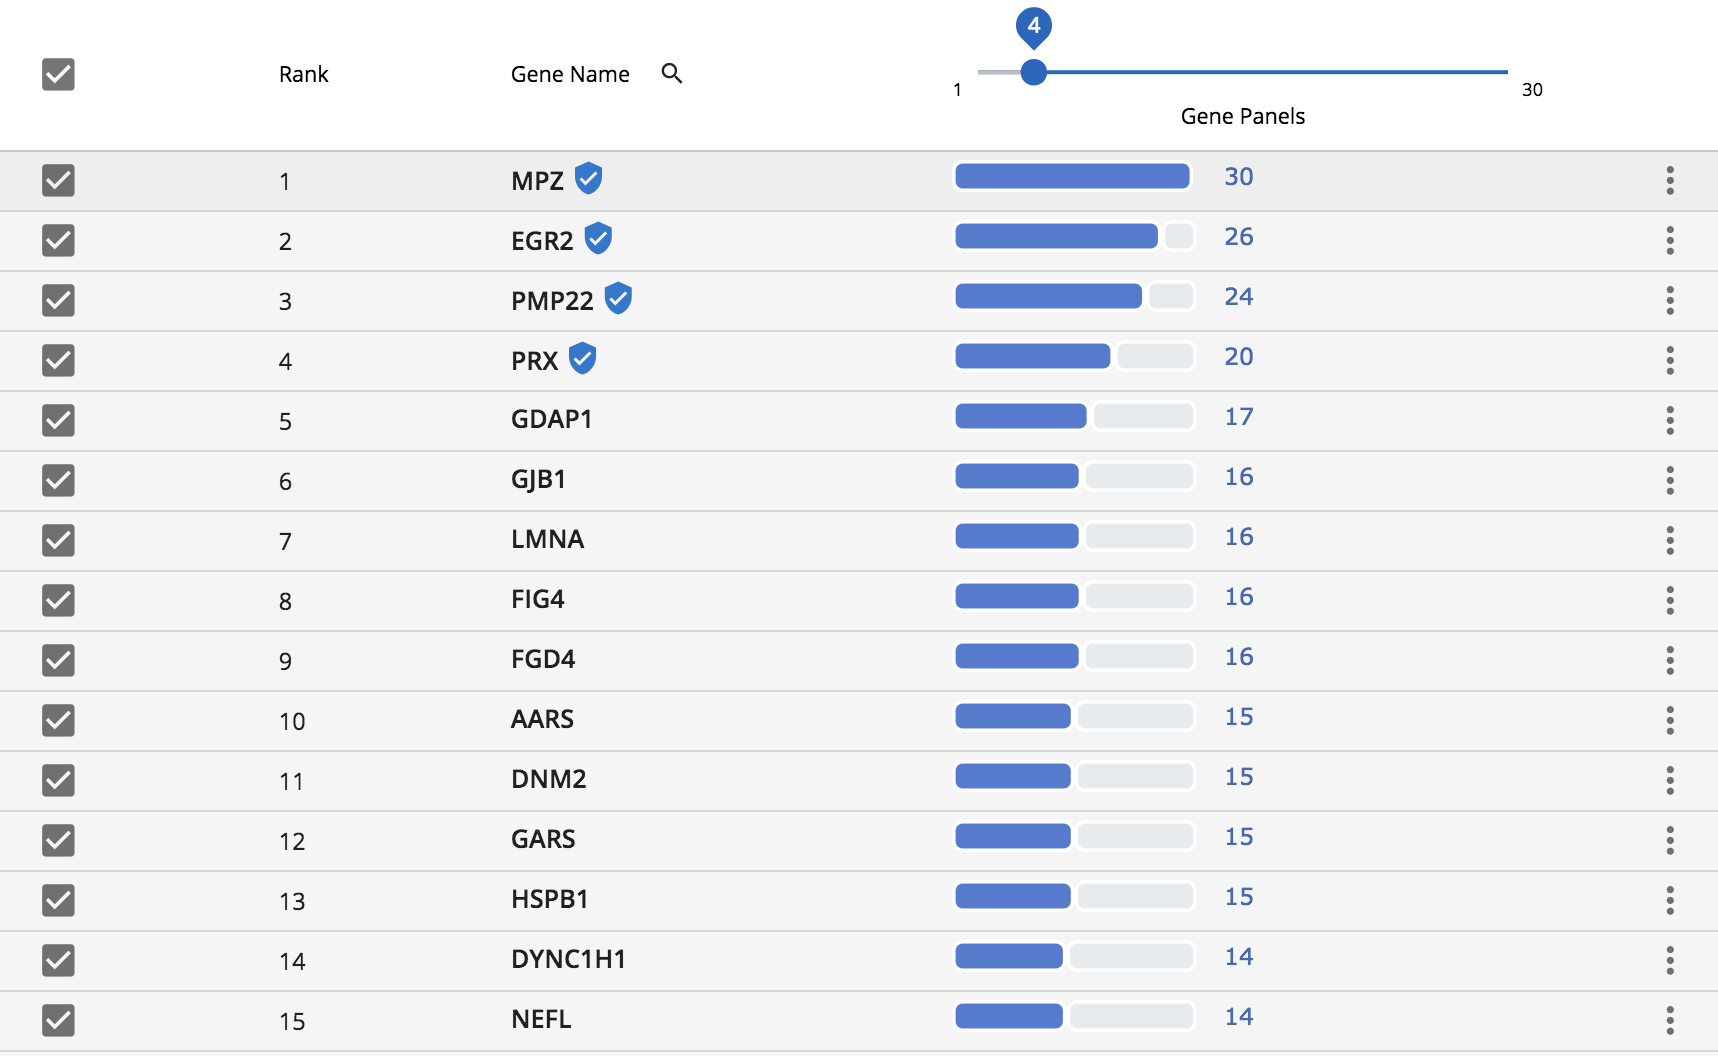 4
Rank Gene Name
1 30
Gene Panels
1 MPZ 30
2 EGR2 26
3 PMP22 24
4 PRX 20
5 GDAP1 17
6 GJB1 16
7 LMNA 16
8 FIG4 16
9 FGD4 16
10 AARS 15
11 DNM2 15
12 GARS 15
13 HSPB1 15
14 DYNC1H1 14
15 NEFL 14